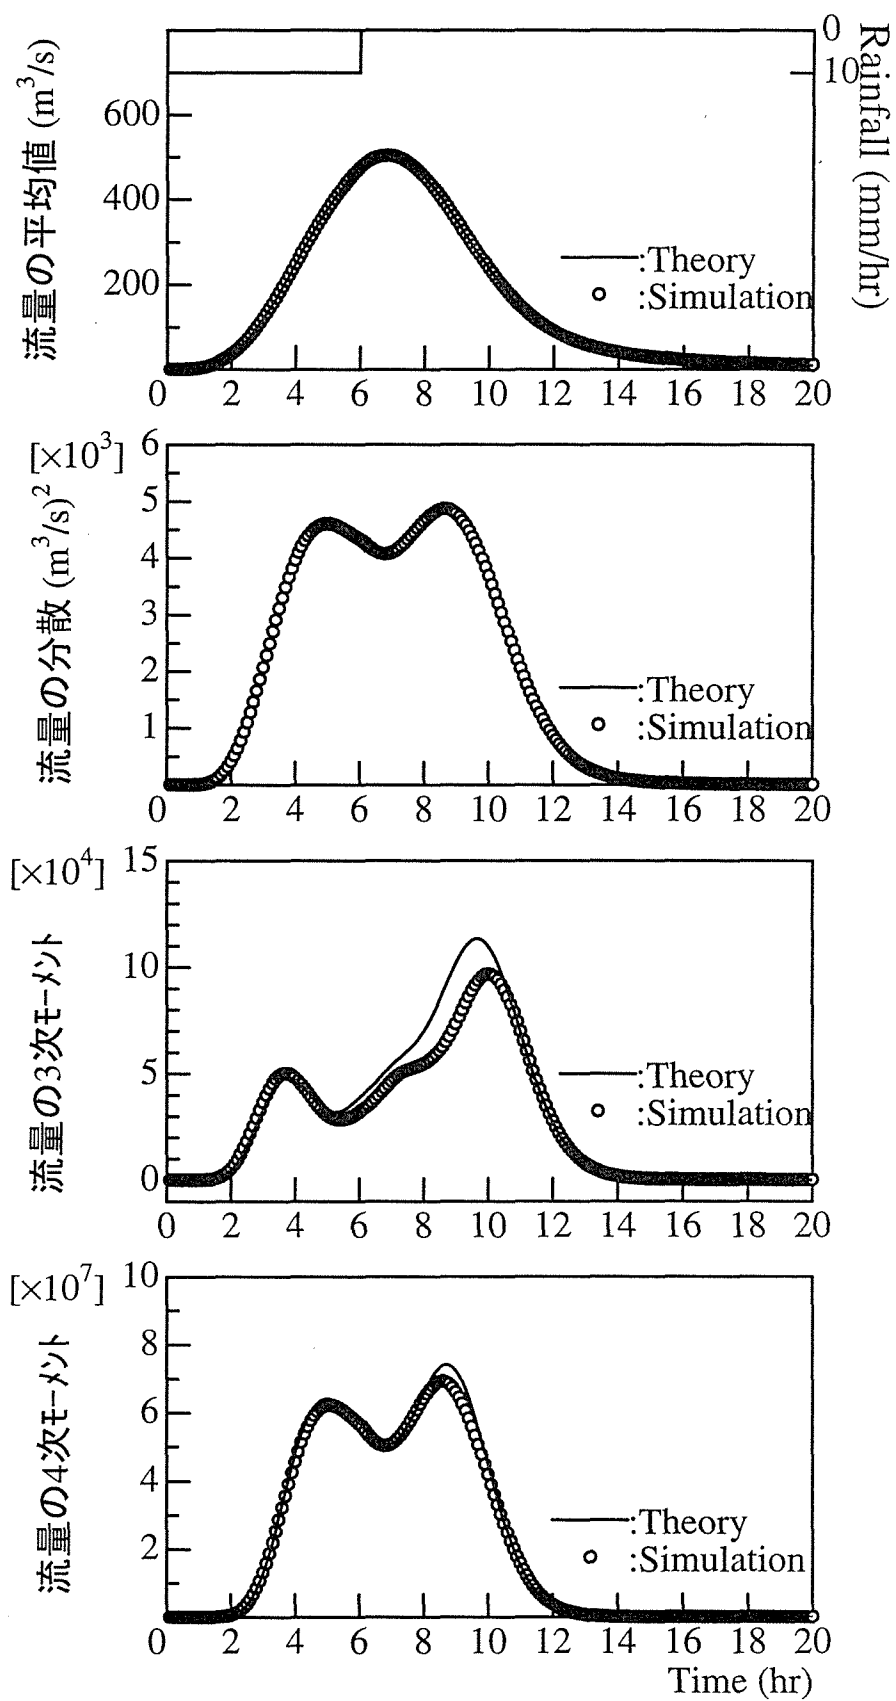 流量の平均値 (m³/s)
600
400
200
0
10
Rainfall (mm/hr)
:Theory
:Simulation
0 2 4 6 8 10 12 14 16 18 20
[×10³]
流量の分散 (m³/s)²
6
5
4
3
2
1
:Theory
:Simulation
0 2 4 6 8 10 12 14 16 18 20
[×10⁴]
流量の3次モーメント
15
10
5
0
:Theory
:Simulation
0 2 4 6 8 10 12 14 16 18 20
[×10⁷]
流量の4次モーメント
10
8
6
4
2
:Theory
:Simulation
0 2 4 6 8 10 12 14 16 18 20
Time (hr)